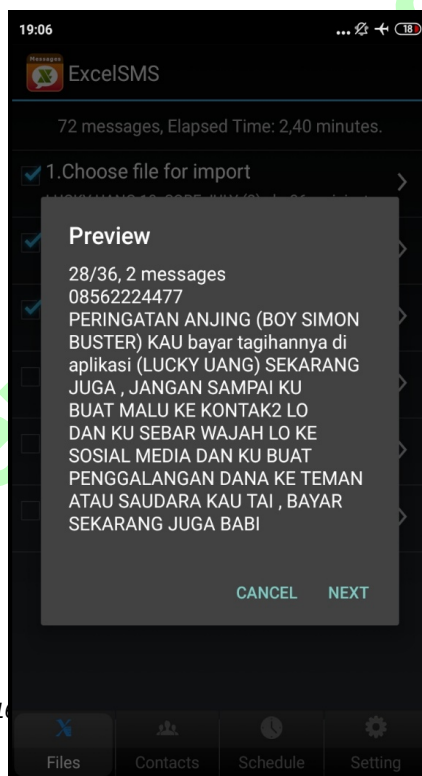 19:06
... 18
Messages
ExcelSMS
72 messages, Elapsed Time: 2,40 minutes.
1.Choose file for import
Preview
28/36, 2 messages
08562224477
PERINGATAN ANJING (BOY SIMON
BUSTER) KAU bayar tagihannya di
aplikasi (LUCKY UANG) SEKARANG
JUGA , JANGAN SAMPAI KU
BUAT MALU KE KONTAK2 LO
DAN KU SEBAR WAJAH LO KE
SOSIAL MEDIA DAN KU BUAT
PENGGALANGAN DANA KE TEMAN
ATAU SAUDARA KAU TAI , BAYAR
SEKARANG JUGA BABI
CANCEL NEXT
Files Contacts Schedule Setting